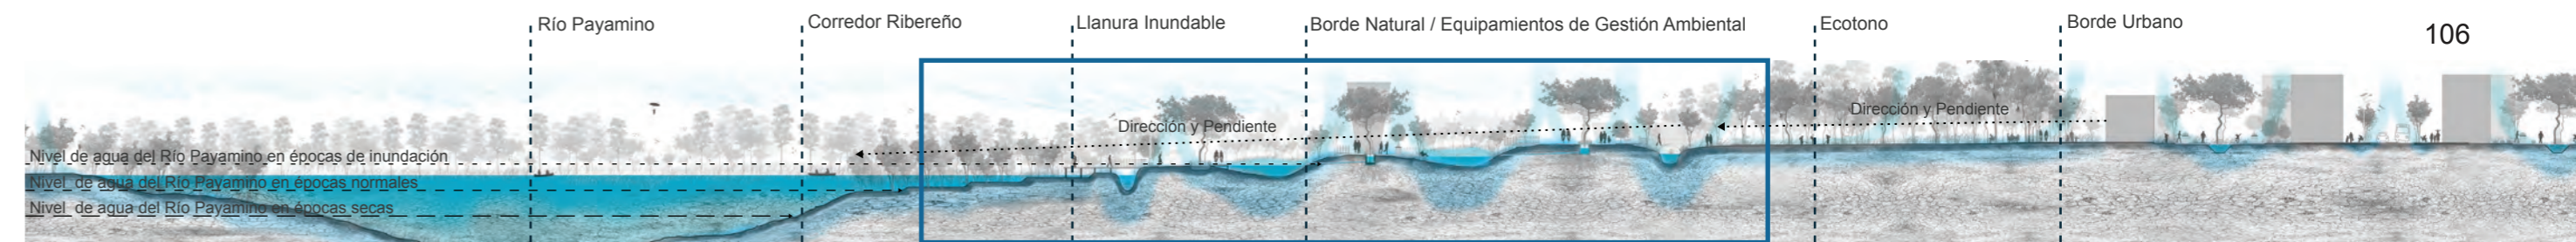 Río Payamino
Corredor Ribereño
Llanura Inundable
Borde Natural / Equipamientos de Gestión Ambiental
Ecotono
Borde Urbano
106
Dirección y Pendiente
Dirección y Pendiente
Nivel de agua del Río Payamino en épocas de inundación
Nivel de agua del Río Payamino en épocas normales
Nivel de agua del Río Payamino en épocas secas